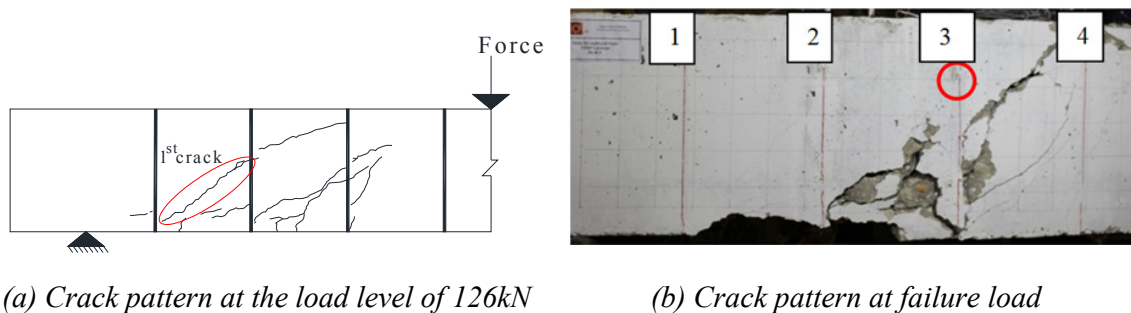 Force
1st crack
1
2
3
4
(a) Crack pattern at the load level of 126kN
(b) Crack pattern at failure load